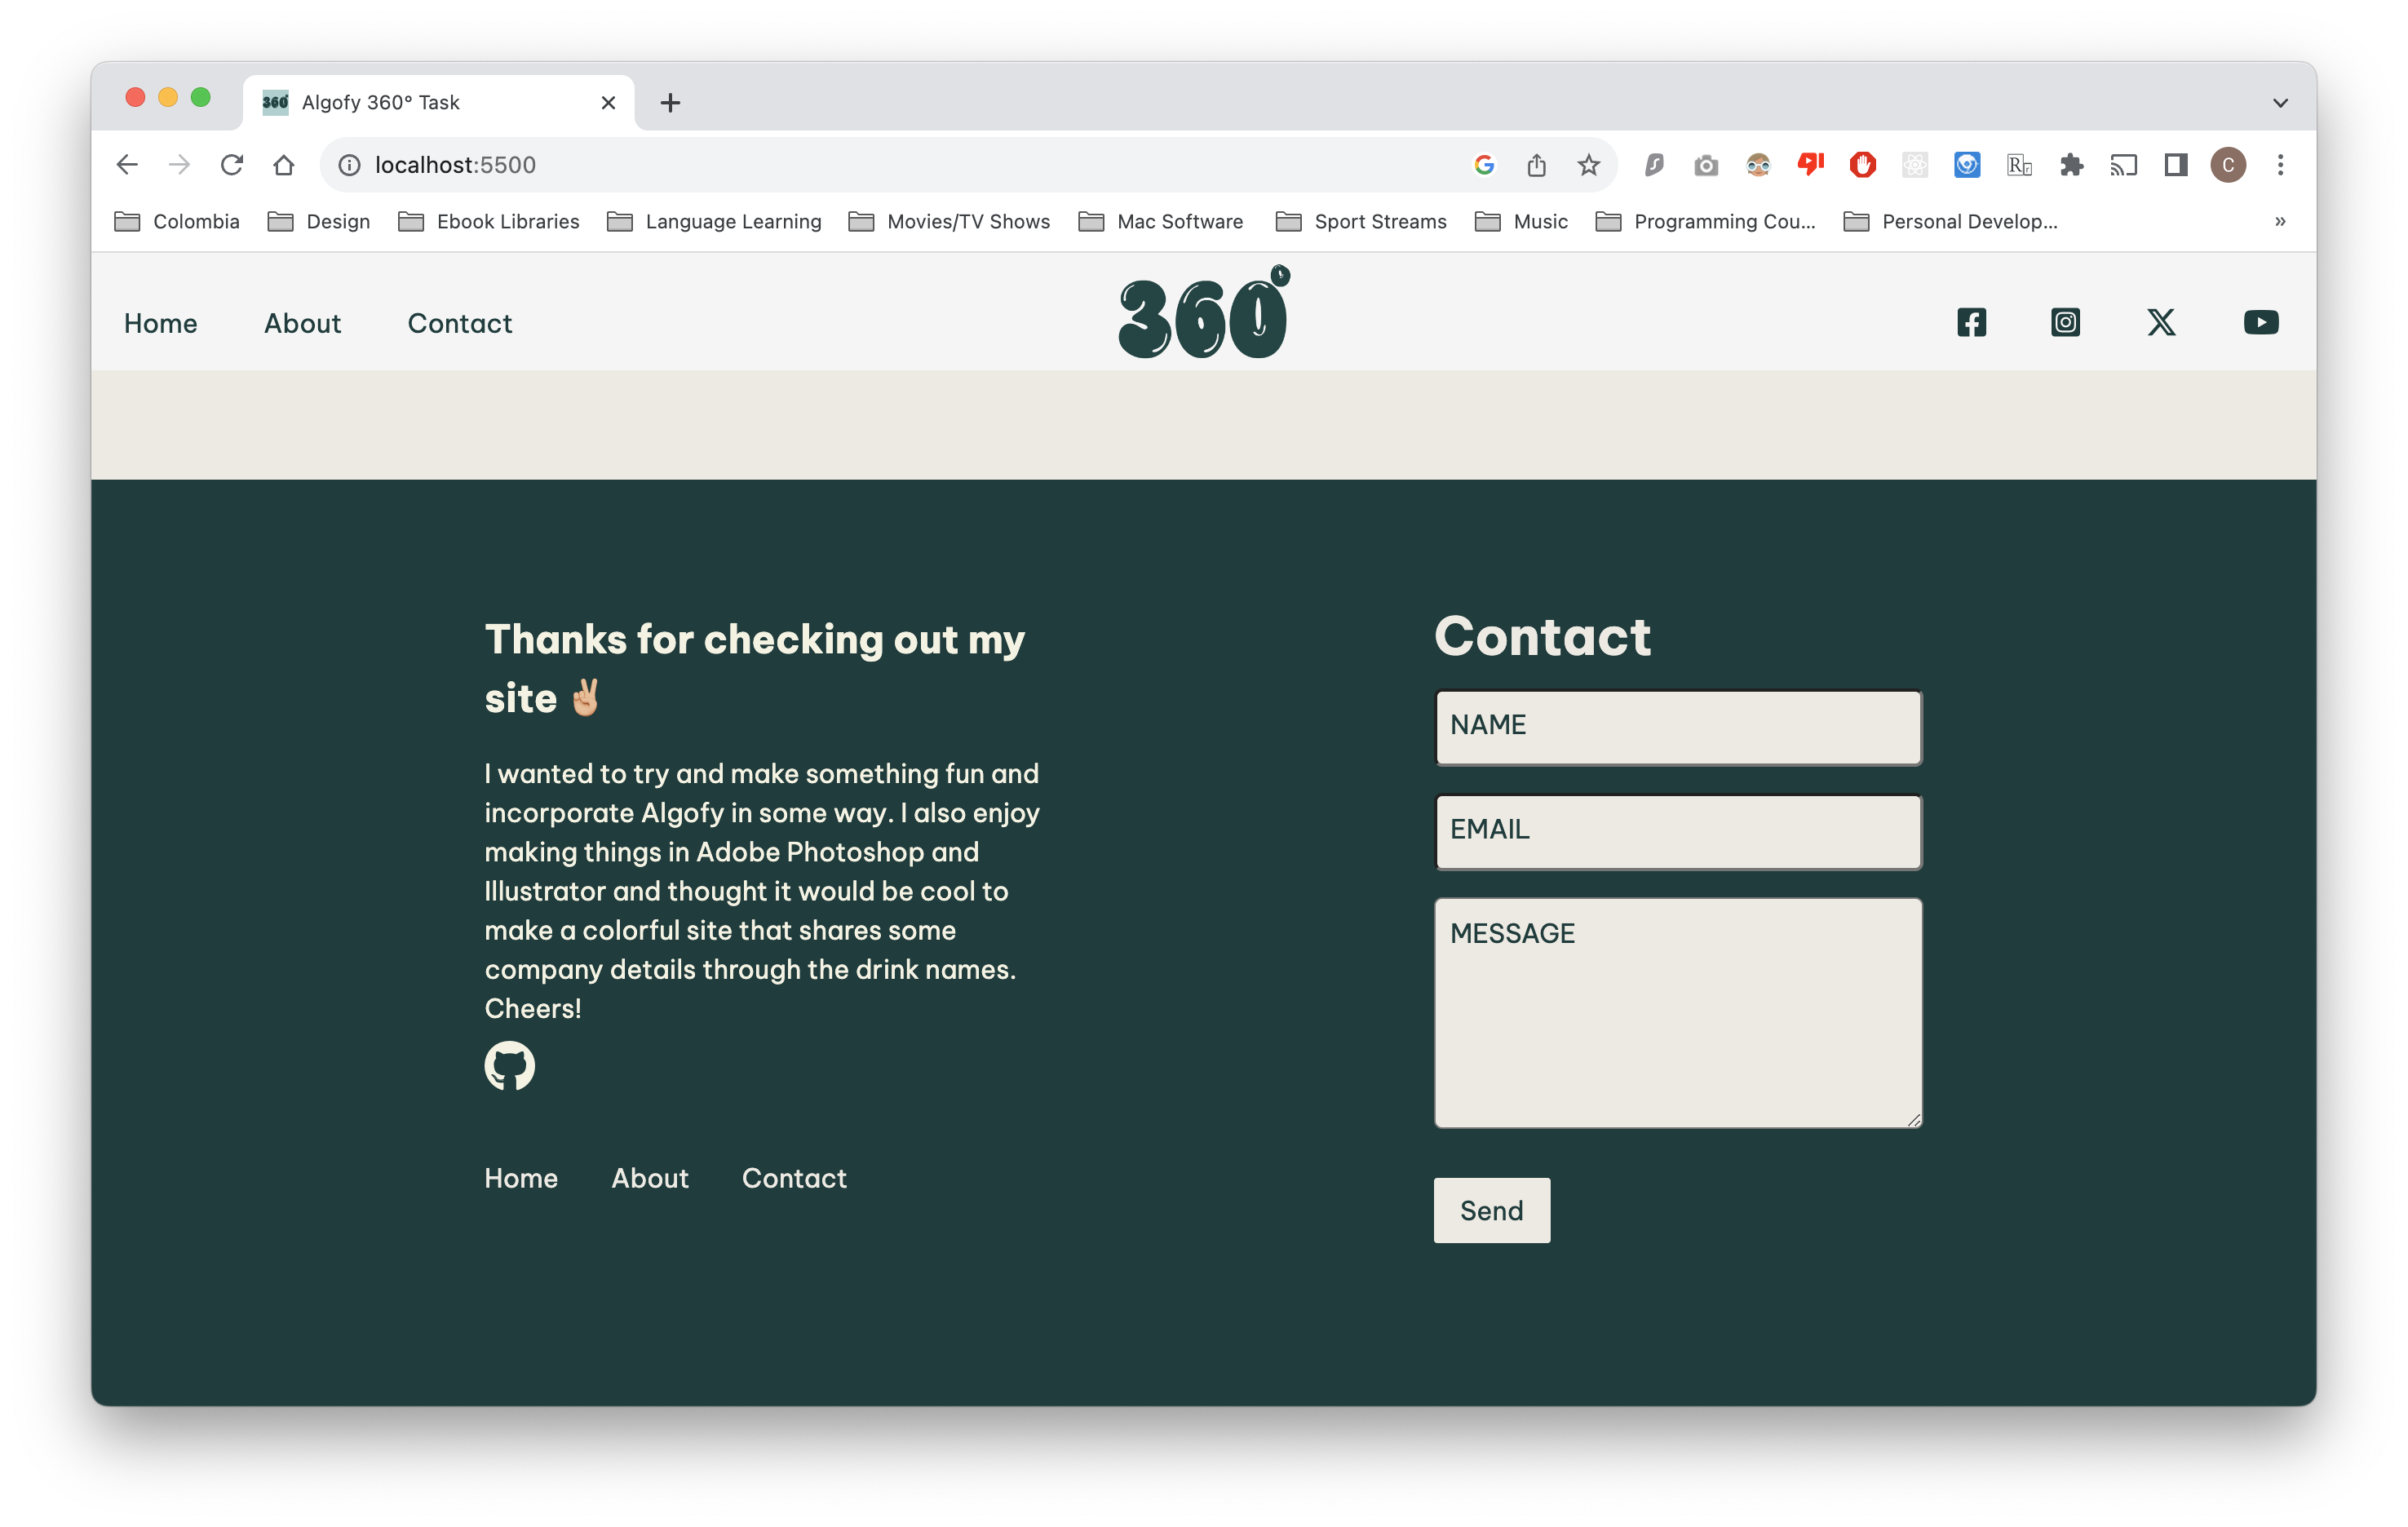 360°
Algofy 360° Task
localhost:5500
G
R
C
Colombia
Design
Ebook Libraries
Language Learning
Movies/TV Shows
Mac Software
Sport Streams
Music
Programming Cou...
Personal Develop...
»
Home
About
Contact
360°
Thanks for checking out my
site ✌🏼
I wanted to try and make something fun and
incorporate Algofy in some way. I also enjoy
making things in Adobe Photoshop and
Illustrator and thought it would be cool to
make a colorful site that shares some
company details through the drink names.
Cheers!
Home
About
Contact
Contact
NAME
EMAIL
MESSAGE
Send